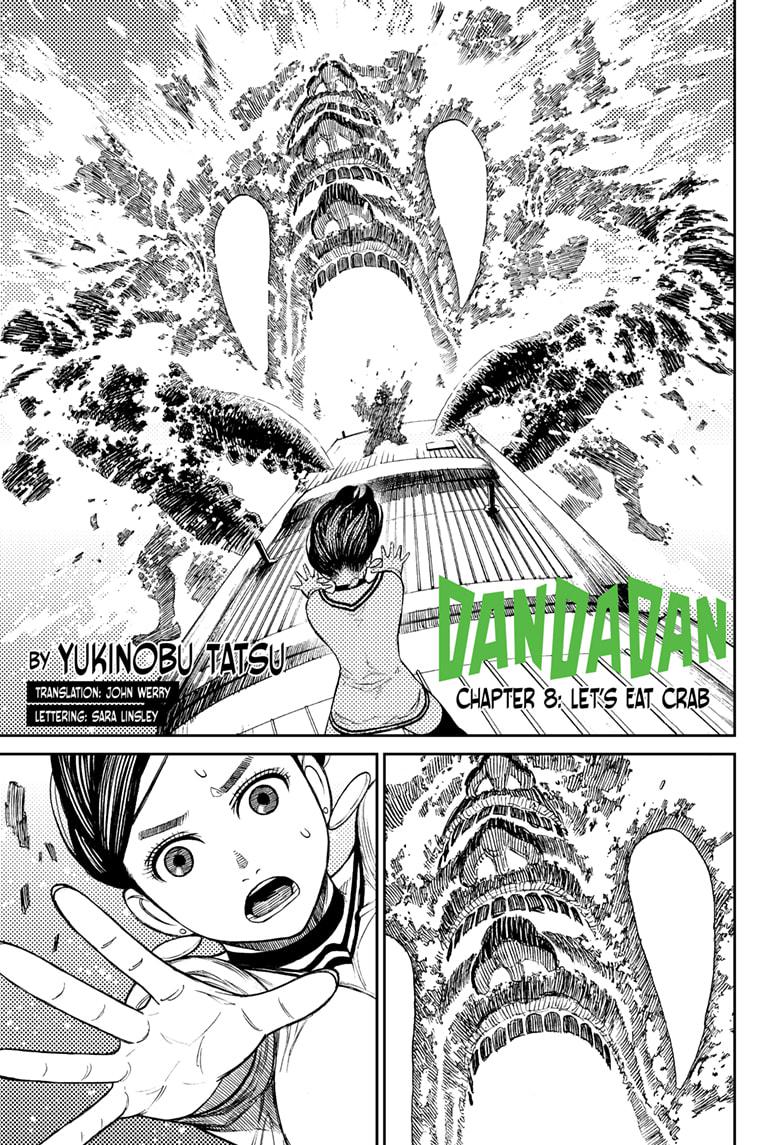 DANDADAN
CHAPTER 8: LET'S EAT CRAB
BY YUKINOBU TATSU
TRANSLATION: JOHN WERRY
LETTERING: SARA LINSLEY